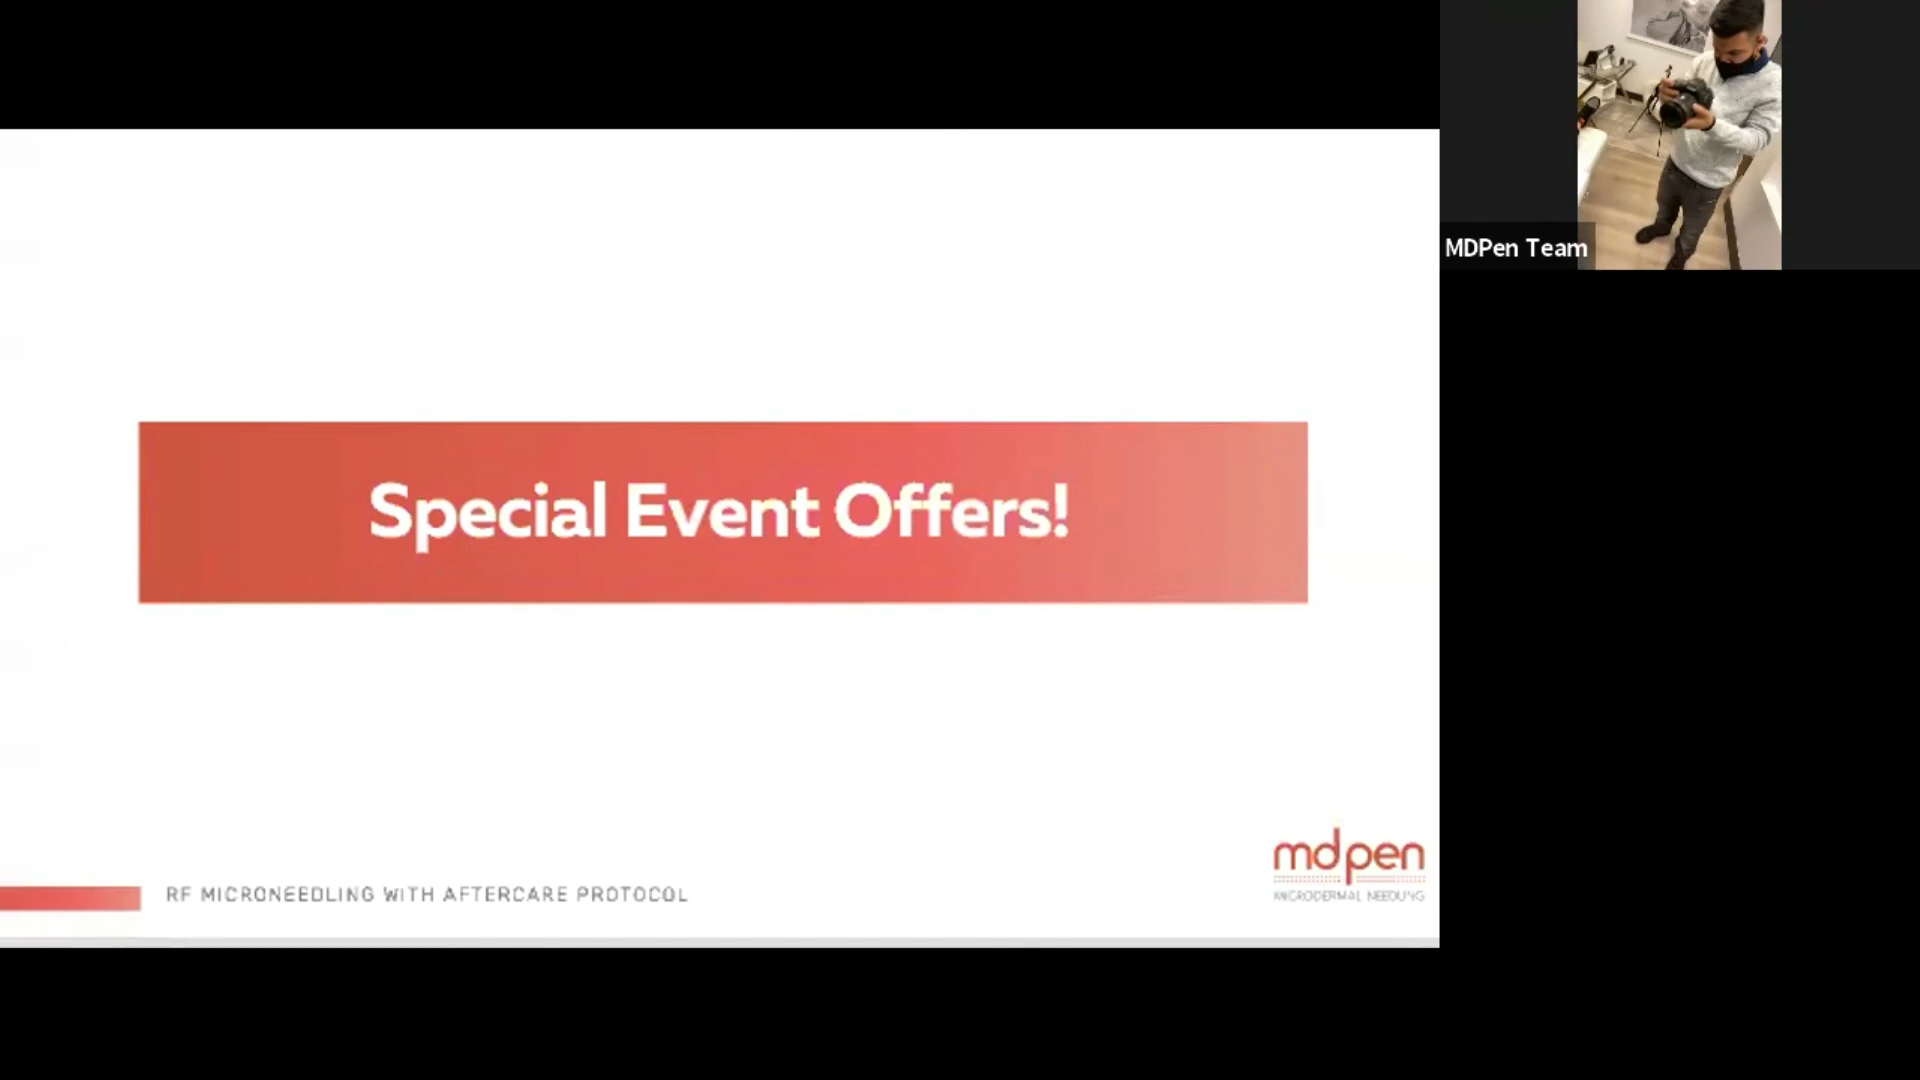 MDPen Team
Special Event Offers!
RF MICRONEEDLING WITH AFTERCARE PROTOCOL
mdpen
MICRODERMAL NEEDLING